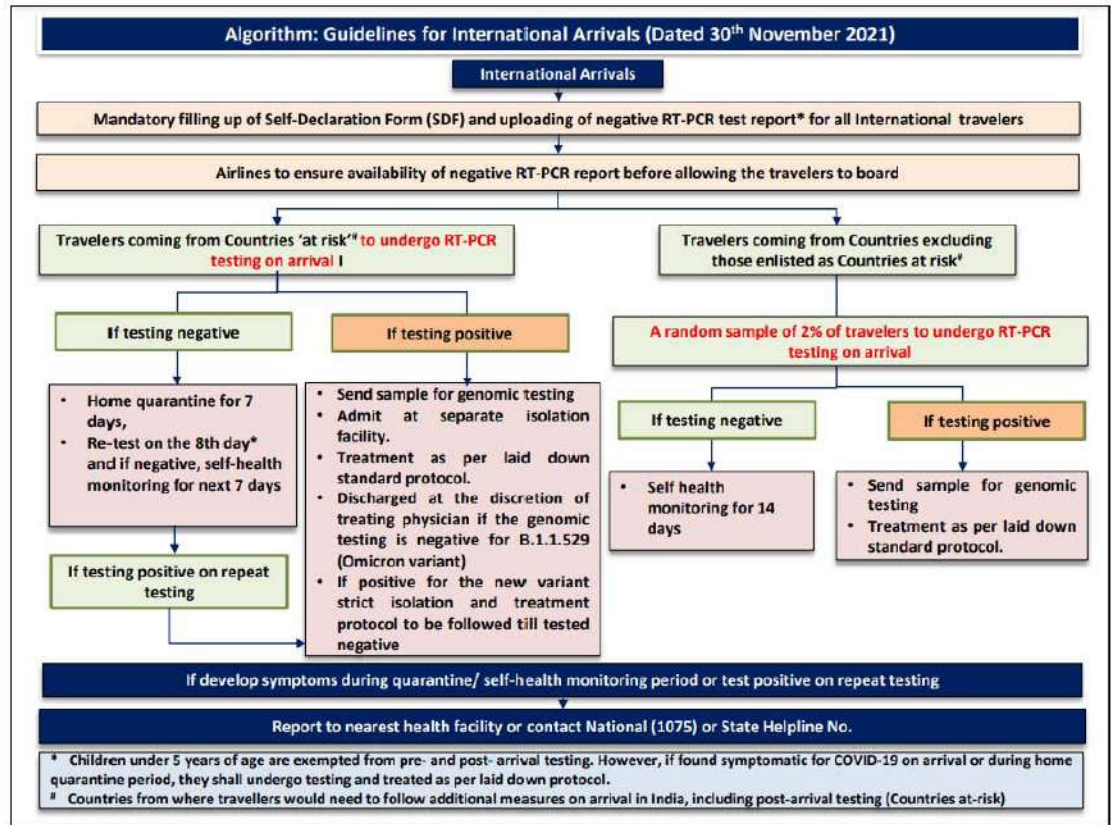 Algorithm: Guidelines for International Arrivals (Dated 30th November 2021)
International Arrivals
Mandatory filling up of Self-Declaration Form (SDF) and uploading of negative RT-PCR test report* for all International travelers
Airlines to ensure availability of negative RT-PCR report before allowing the travelers to board
Travelers coming from Countries ‘at risk’# to undergo RT-PCR
testing on arrival I
If testing negative
• Home quarantine for 7
days,
• Re-test on the 8th day*
and if negative, self-health
monitoring for next 7 days
If testing positive on repeat
testing
If testing positive
• Send sample for genomic testing
• Admit at separate isolation
facility.
• Treatment as per laid down
standard protocol.
• Discharged at the discretion of
treating physician if the genomic
testing is negative for B.1.1.529
(Omicron variant)
• If positive for the new variant
strict isolation and treatment
protocol to be followed till tested
negative
Travelers coming from Countries excluding
those enlisted as Countries at risk#
A random sample of 2% of travelers to undergo RT-PCR
testing on arrival
If testing negative
• Self health
monitoring for 14
days
If testing positive
• Send sample for genomic
testing
• Treatment as per laid down
standard protocol.
If develop symptoms during quarantine/ self-health monitoring period or test positive on repeat testing
Report to nearest health facility or contact National (1075) or State Helpline No.
* Children under 5 years of age are exempted from pre- and post- arrival testing. However, if found symptomatic for COVID-19 on arrival or during home
quarantine period, they shall undergo testing and treated as per laid down protocol.
# Countries from where travellers would need to follow additional measures on arrival in India, including post-arrival testing (Countries at-risk)